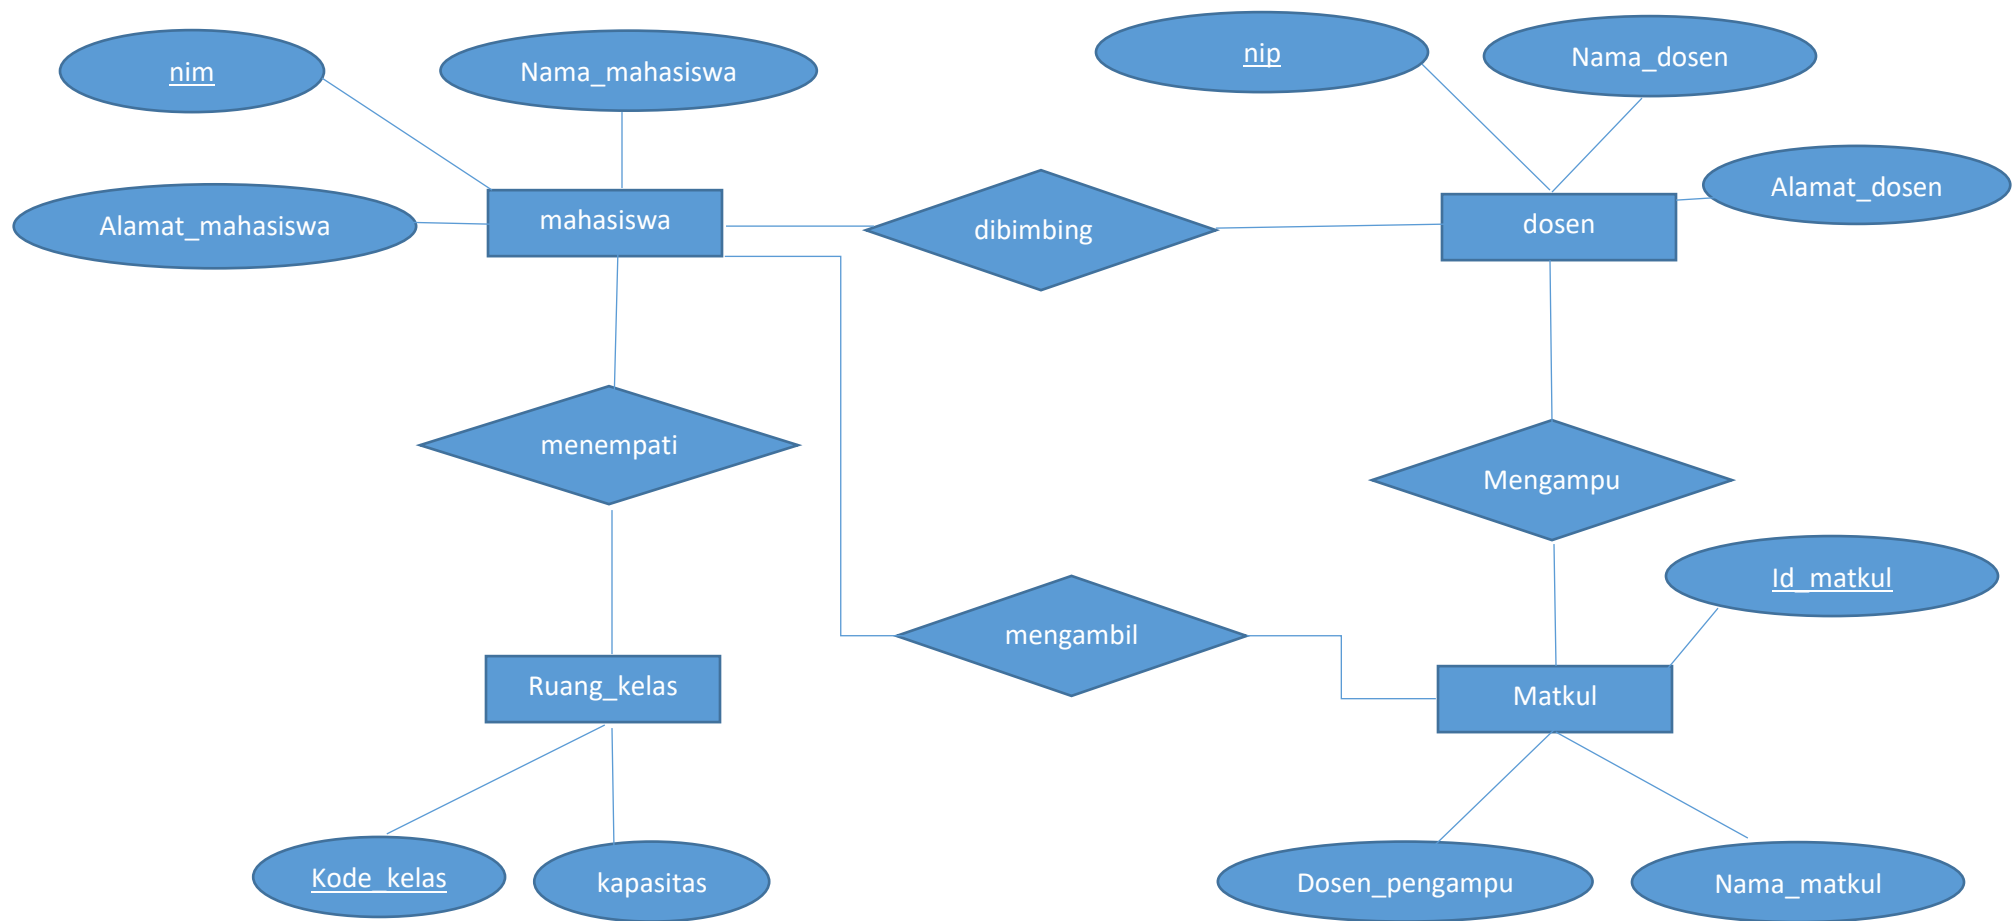 nim
Nama_mahasiswa
nip
Nama_dosen
Alamat_mahasiswa
mahasiswa
dibimbing
dosen
Alamat_dosen
menempati
Mengampu
mengambil
Id_matkul
Ruang_kelas
Matkul
Kode_kelas
kapasitas
Dosen_pengampu
Nama_matkul